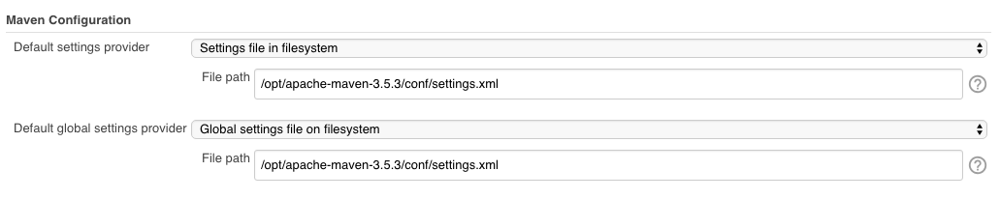 Maven Configuration
Default settings provider Settings file in filesystem
File path /opt/apache-maven-3.5.3/conf/settings.xml
Default global settings provider Global settings file on filesystem
File path /opt/apache-maven-3.5.3/conf/settings.xml